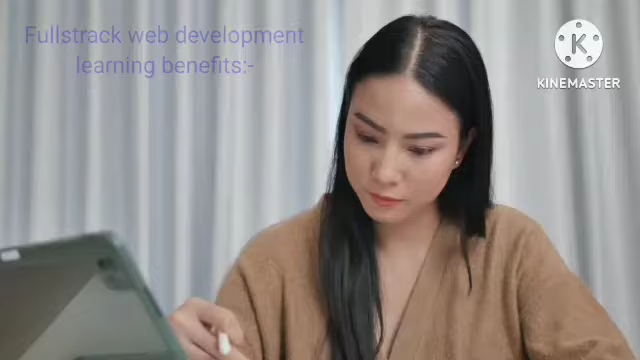 Fullstrack web development
learning benefits:-
K
KINEMASTER